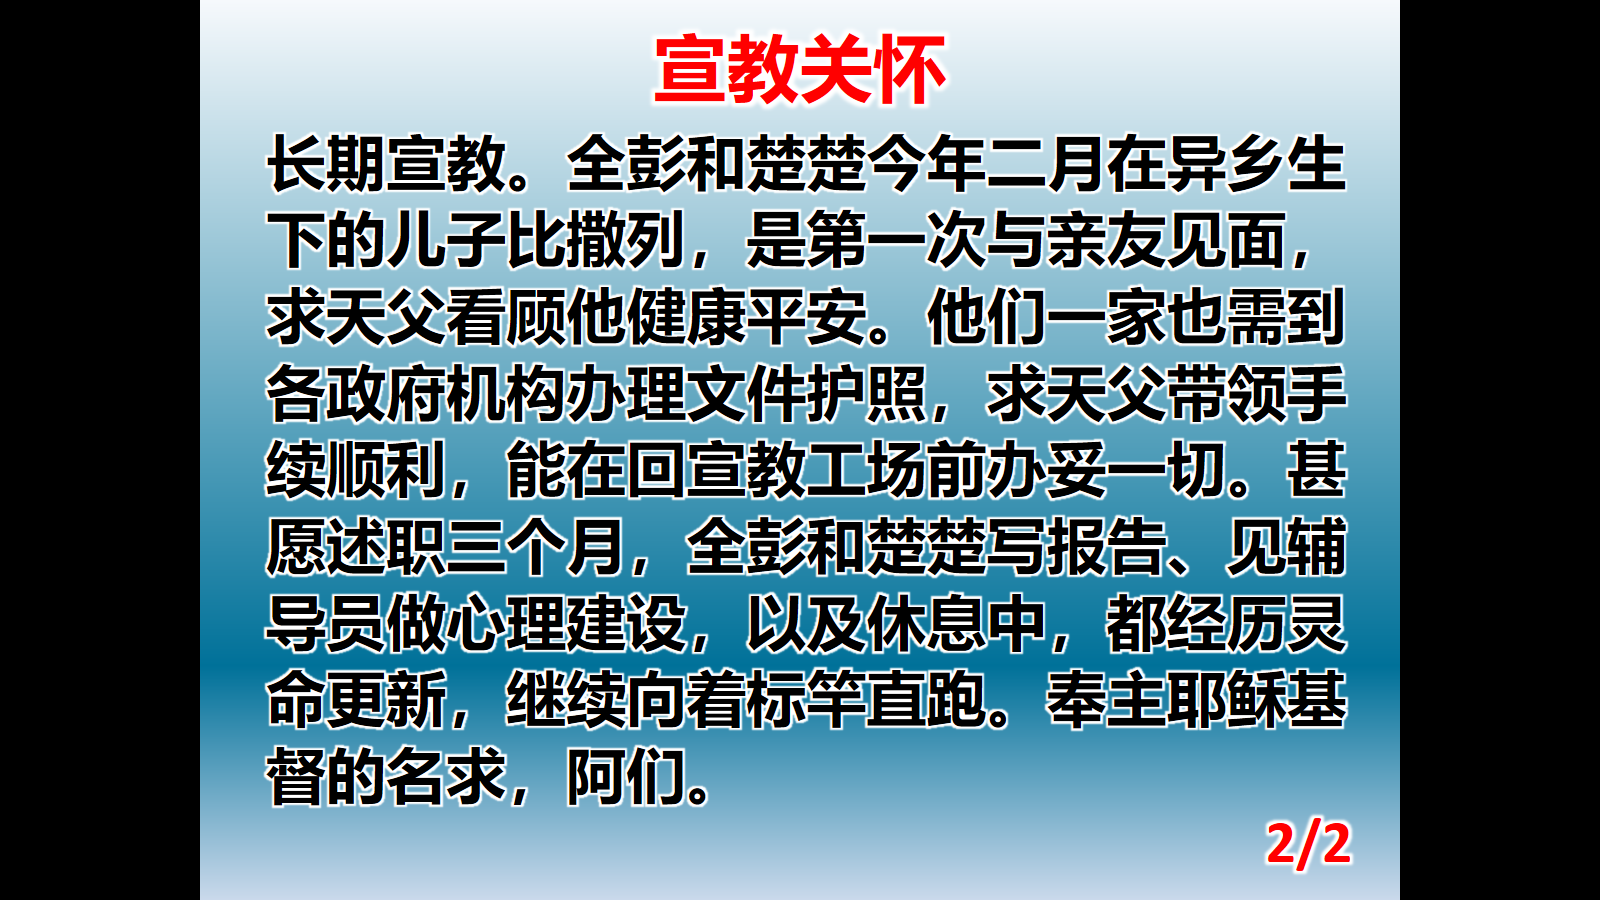 宣教关怀
长期宣教。全彭和楚楚今年二月在异乡生
下的儿子比撒列，是第一次与亲友见面，
求天父看顾他健康平安。他们一家也需到
各政府机构办理文件护照，求天父带领手
续顺利，能在回宣教工场前办妥一切。甚
愿述职三个月，全彭和楚楚写报告、见辅
导员做心理建设，以及休息中，都经历灵
命更新，继续向着标竿直跑。奉主耶稣基
督的名求，阿们。
2/2